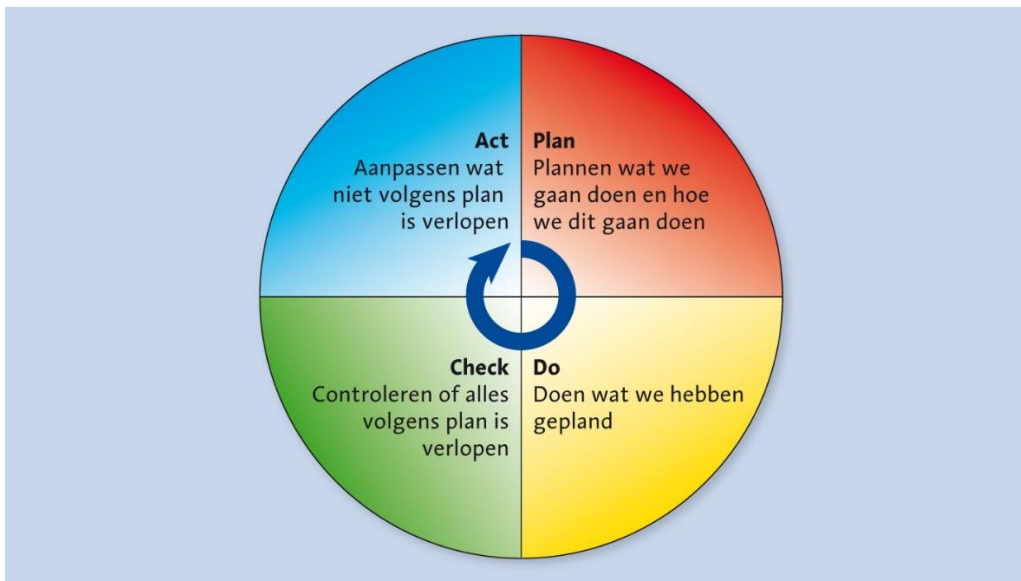 Act
Aanpassen wat
niet volgens plan
is verlopen
Plan
Plannen wat we
gaan doen en hoe
we dit gaan doen
Check
Controleren of alles
volgens plan is
verlopen
Do
Doen wat we hebben
gepland